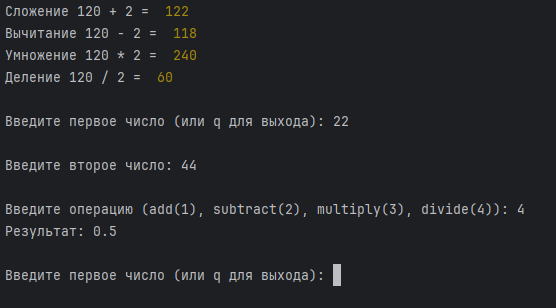 Сложение 120 + 2 =  122
Вычитание 120 - 2 =  118
Умножение 120 * 2 =  240
Деление 120 / 2 =  60
Введите первое число (или q для выхода): 22
Введите второе число: 44
Введите операцию (add(1), subtract(2), multiply(3), divide(4)): 4
Результат: 0.5
Введите первое число (или q для выхода):